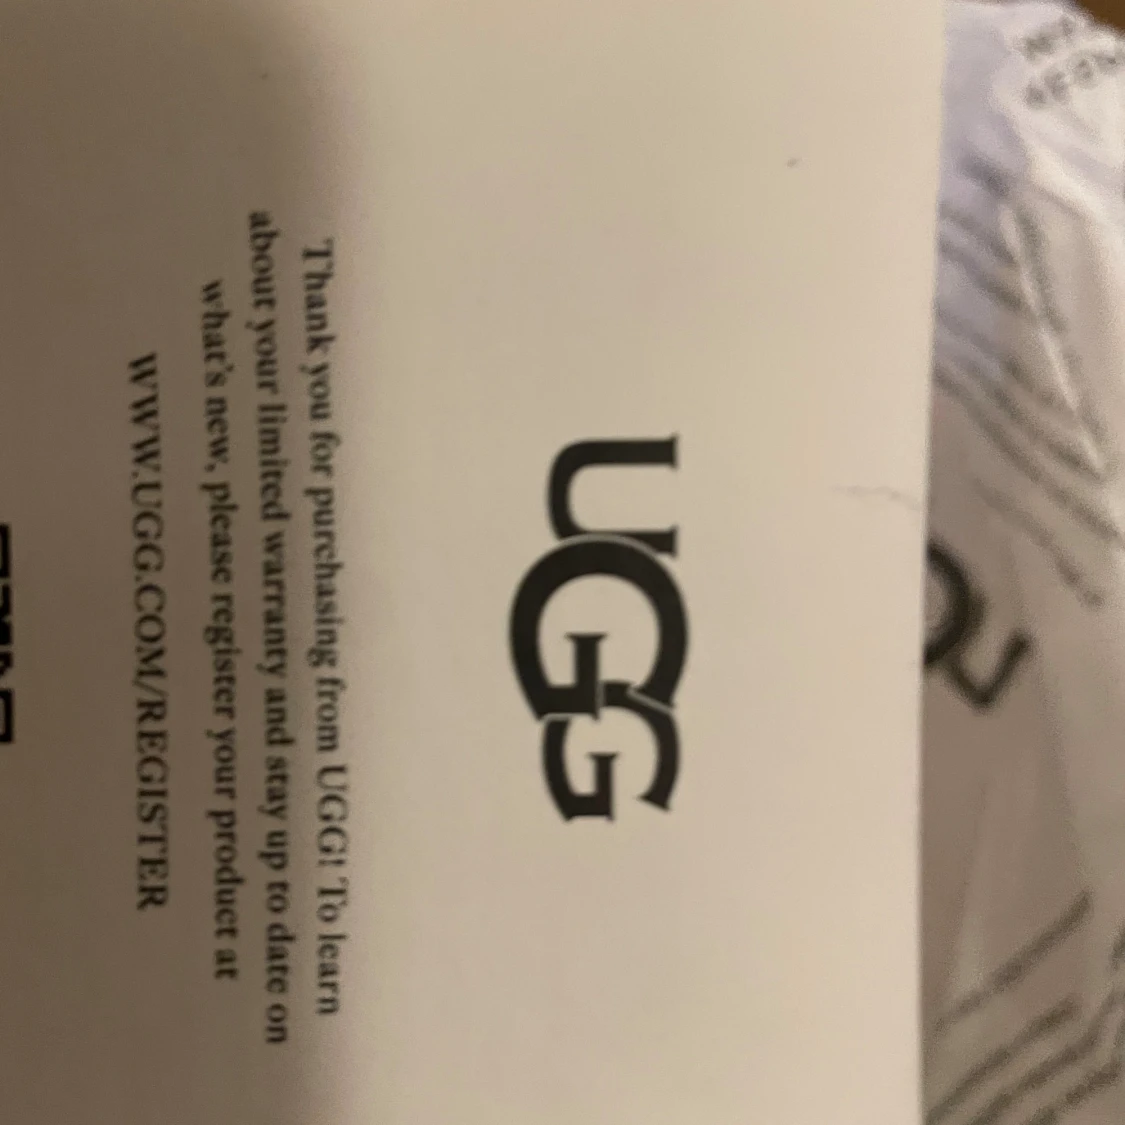 UGG
Thank you for purchasing from UGG! To learn
about your limited warranty and stay up to date on
what's new, please register your product at
WWW.UGG.COM/REGISTER